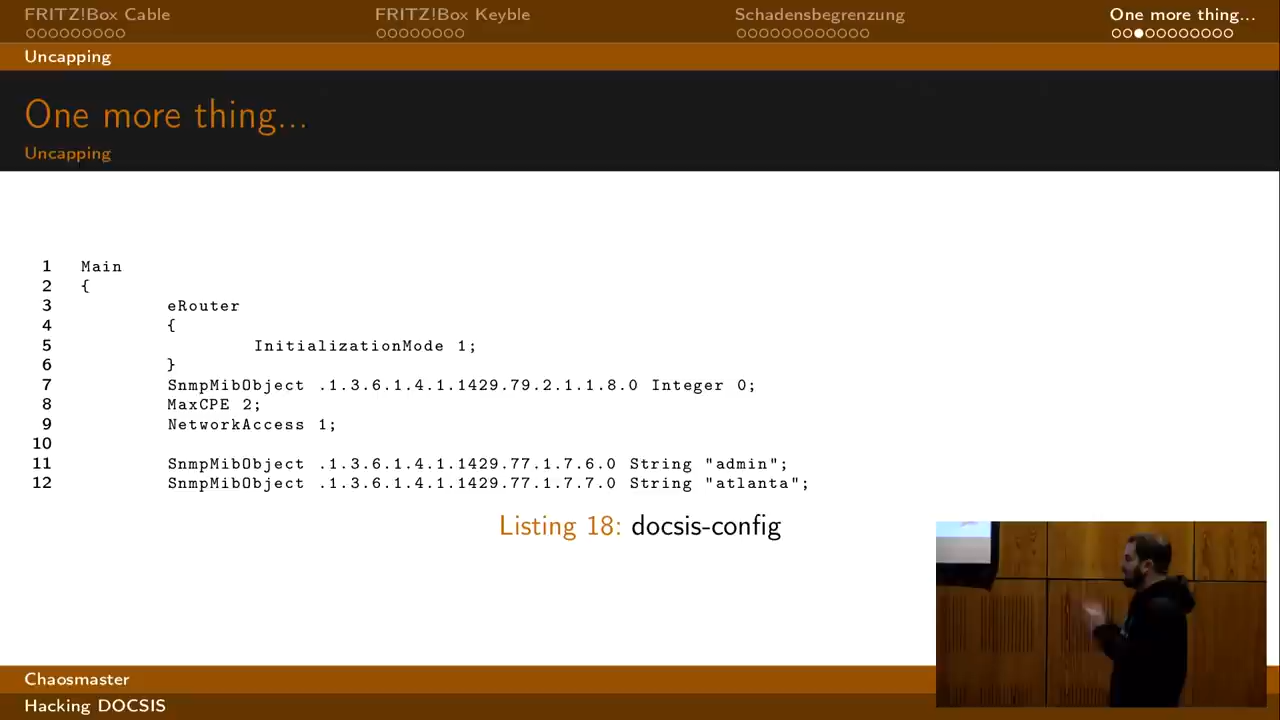 FRITZ!Box Cable
FRITZ!Box Keyble
Schadensbegrenzung
One more thing...
Uncapping
One more thing...
Uncapping
1 Main
2 {
3 eRouter
4 {
5 InitializationMode 1;
6 }
7 SnmpMibObject .1.3.6.1.4.1.1429.79.2.1.1.8.0 Integer 0;
8 MaxCPE 2;
9 NetworkAccess 1;
10
11 SnmpMibObject .1.3.6.1.4.1.1429.77.1.7.6.0 String "admin";
12 SnmpMibObject .1.3.6.1.4.1.1429.77.1.7.7.0 String "atlanta";
Listing 18: docsis-config
Chaosmaster
Hacking DOCSIS